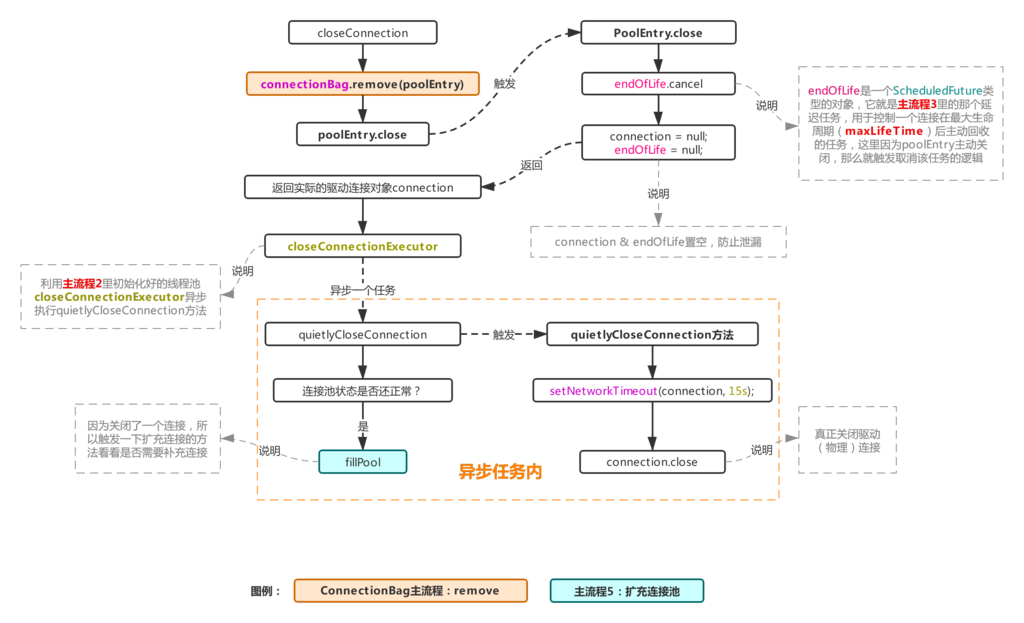 closeConnection
connectionBag.remove(poolEntry)
poolEntry.close
触发
PoolEntry.close
endOfLife.cancel
说明
endOfLife是一个ScheduledFuture类
型的对象，它就是主流程3里的那个延
迟任务，用于控制一个连接在最大生命
周期（maxLifeTime）后主动回收
的任务，这里因为poolEntry主动关
闭，那么就触发取消该任务的逻辑
connection = null;
endOfLife = null;
返回
说明
connection & endOfLife置空，防止泄漏
返回实际的驱动连接对象connection
closeConnectionExecutor
说明
利用主流程2里初始化好的线程池
closeConnectionExecutor异步
执行quietlyCloseConnection方法
异步一个任务
quietlyCloseConnection
触发
quietlyCloseConnection方法
连接池状态是否还正常？
setNetworkTimeout(connection, 15s);
是
fillPool
说明
因为关闭了一个连接，所
以触发一下扩充连接的方
法看看是否需要补充连接
connection.close
说明
真正关闭驱动
（物理）连接
异步任务内
图例：
ConnectionBag主流程：remove
主流程5：扩充连接池